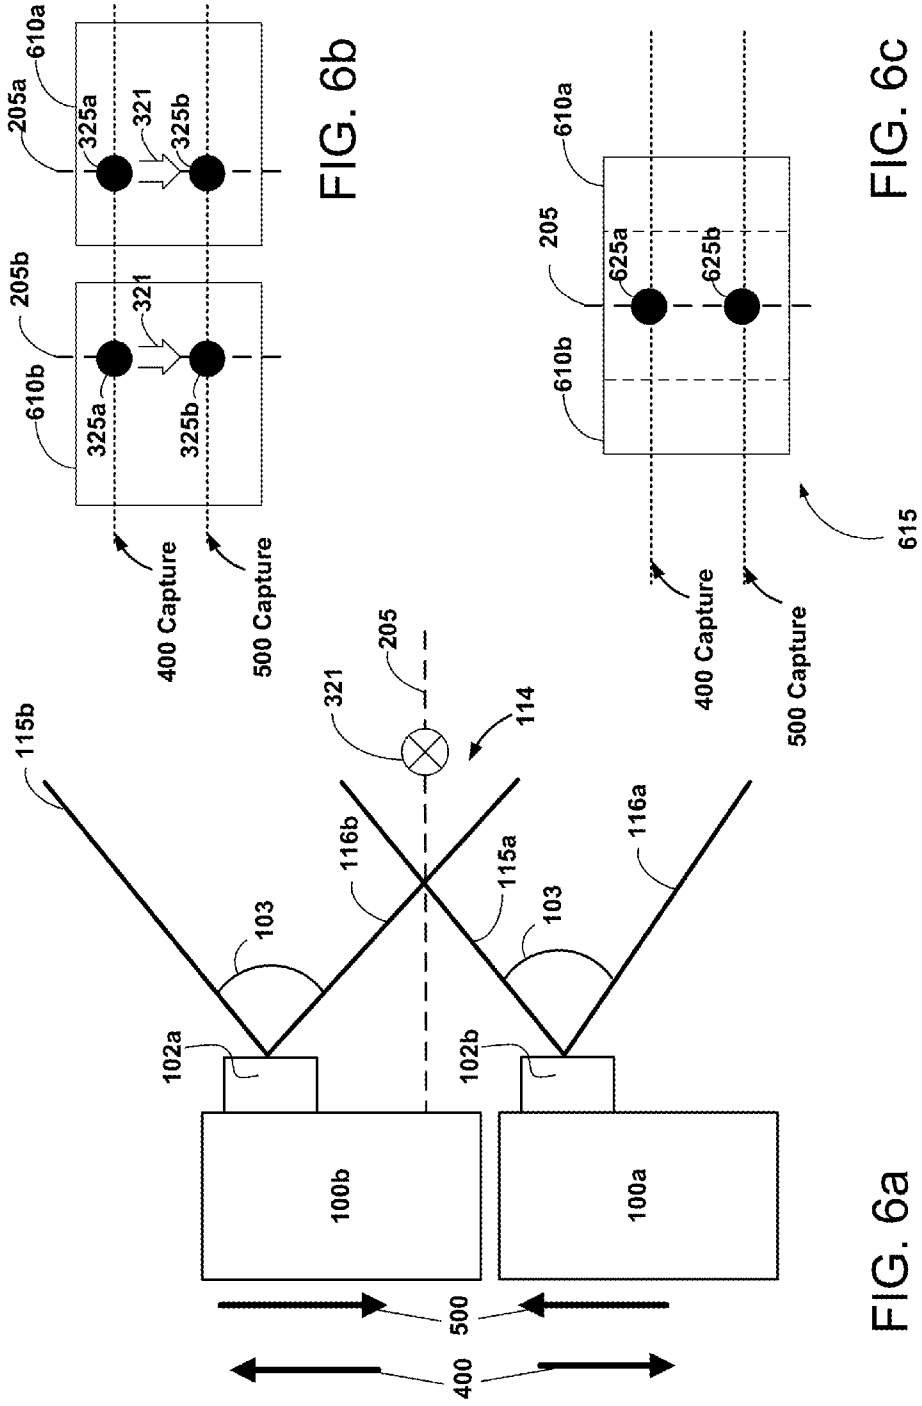 115b
102a
103
100b
321
116b
205
400
500
115a
114
102b
103
116a
100a
FIG. 6a
205b
205a
610b
610a
325a
325a
321
321
325b
325b
400 Capture
500 Capture
FIG. 6b
205
610b
610a
625a
625b
400 Capture
500 Capture
615
FIG. 6c